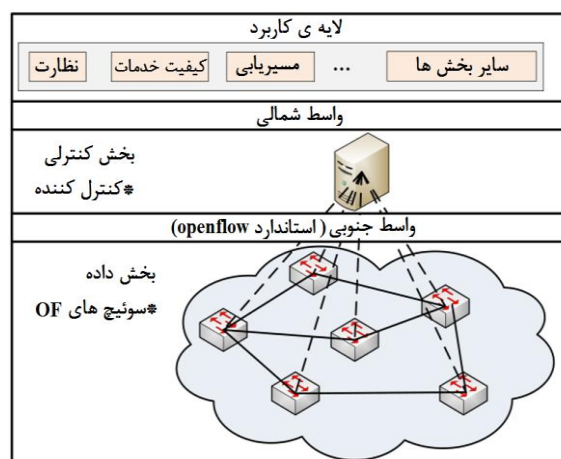 لایه ی کاربرد
نظارت
کیفیت خدمات
مسیریابی
...
سایر بخش ها
واسط شمالی
بخش کنترلی
*کنترل کننده
واسط جنوبی( استاندارد openflow)
بخش داده
*سوئیچ های OF